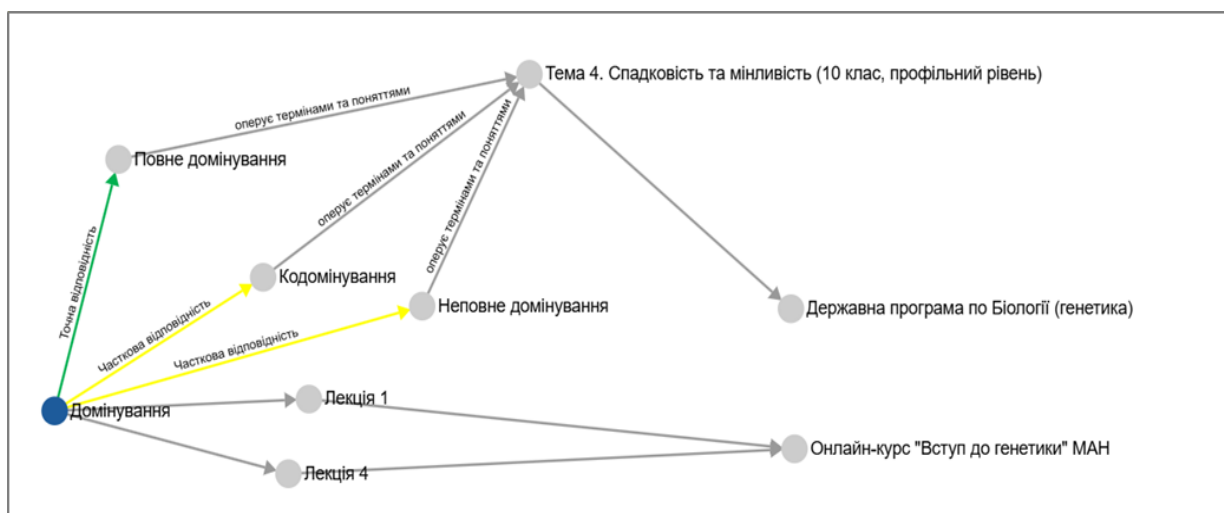 Тема 4. Спадковість та мінливість (10 клас, профільний рівень)
оперує термінами та поняттями
Повне домінування
оперує термінами та поняттями
оперує термінами та поняттями
Точна відповідність
Кодомінування
Неповне домінування
Державна програма по Біології (генетика)
Часткова відповідність
Часткова відповідність
Домінування
Лекція 1
Онлайн-курс "Вступ до генетики" МАН
Лекція 4